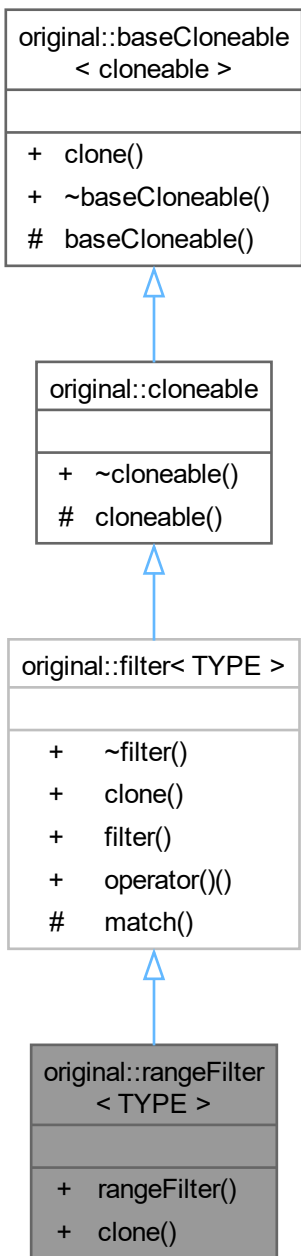 original::baseCloneable
< cloneable >
+ clone()
+ ~baseCloneable()
# baseCloneable()
original::cloneable
+ ~cloneable()
# cloneable()
original::filter< TYPE >
+ ~filter()
+ clone()
+ filter()
+ operator()()
# match()
original::rangeFilter
< TYPE >
+ rangeFilter()
+ clone()